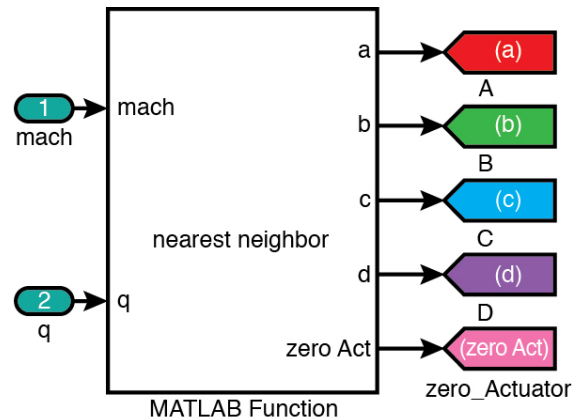 1
mach
2
q
mach
q
nearest neighbor
a
b
c
d
zero Act
MATLAB Function
(a)
A
(b)
B
(c)
C
(d)
D
(zero Act)
zero_Actuator